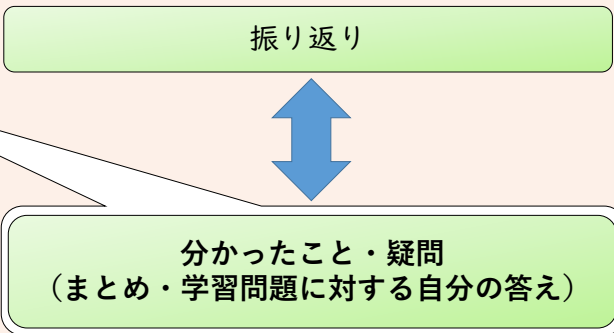 振り返り
分かったこと・疑問
（まとめ・学習問題に対する自分の答え）